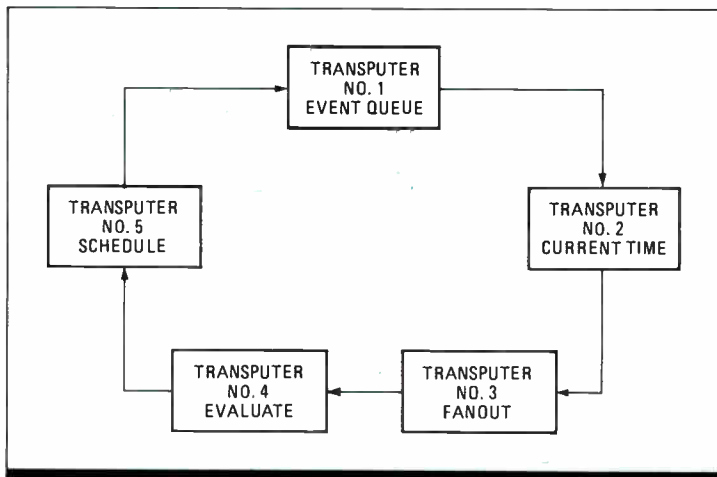 TRANSPUTER
NO. 1
EVENT QUEUE
TRANSPUTER
NO. 2
CURRENT TIME
TRANSPUTER
NO. 3
FANOUT
TRANSPUTER
NO. 4
EVALUATE
TRANSPUTER
NO. 5
SCHEDULE